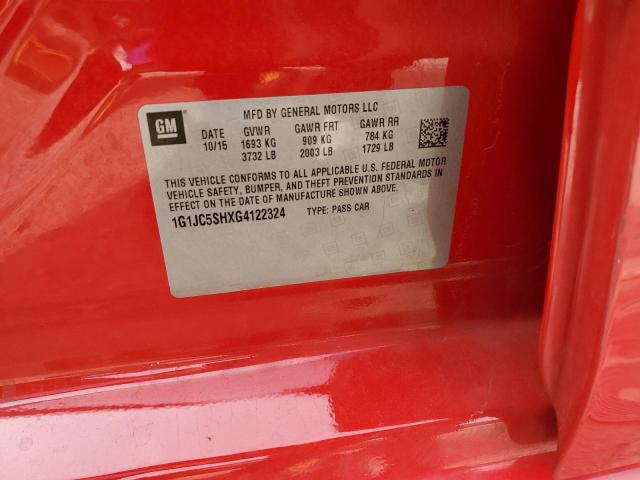 GM
MFD BY GENERAL MOTORS LLC
DATE GVWR GAWR FRT GAWR RR
10/15 1693 KG 909 KG 784 KG
3732 LB 2003 LB 1729 LB
THIS VEHICLE CONFORMS TO ALL APPLICABLE U.S. FEDERAL MOTOR
VEHICLE SAFETY, BUMPER, AND THEFT PREVENTION STANDARDS IN
EFFECT ON THE DATE OF MANUFACTURE SHOWN ABOVE.
1G1JC5SHXG4122324 TYPE: PASS CAR